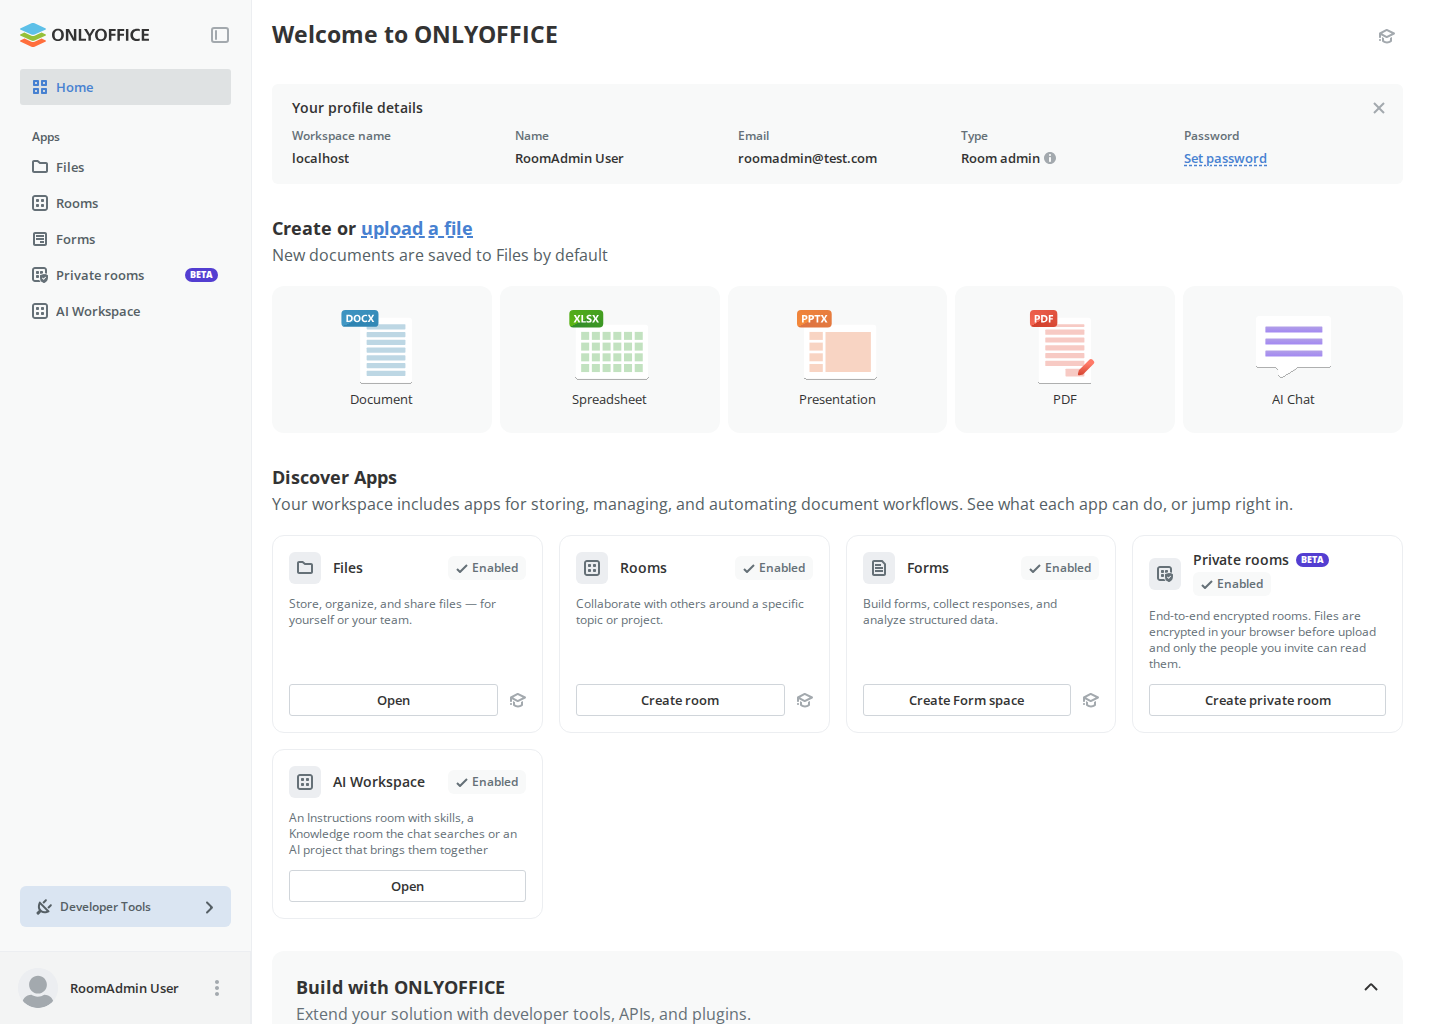 ONLYOFFICE
Home
Apps
Files
Rooms
Forms
Private rooms BETA
AI Workspace
Developer Tools
RoomAdmin User
Welcome to ONLYOFFICE
Your profile details
Workspace name Name Email Type Password
localhost RoomAdmin User roomadmin@test.com Room admin Set password
Create or upload a file
New documents are saved to Files by default
DOCX XLSX PPTX PDF
Document Spreadsheet Presentation PDF AI Chat
Discover Apps
Your workspace includes apps for storing, managing, and automating document workflows. See what each app can do, or jump right in.
Files Enabled
Store, organize, and share files — for
yourself or your team.
Open
Rooms Enabled
Collaborate with others around a specific
topic or project.
Create room
Forms Enabled
Build forms, collect responses, and
analyze structured data.
Create Form space
Private rooms BETA
Enabled
End-to-end encrypted rooms. Files are
encrypted in your browser before upload
and only the people you invite can read
them.
Create private room
AI Workspace Enabled
An Instructions room with skills, a
Knowledge room the chat searches or an
AI project that brings them together
Open
Build with ONLYOFFICE
Extend your solution with developer tools, APIs, and plugins.